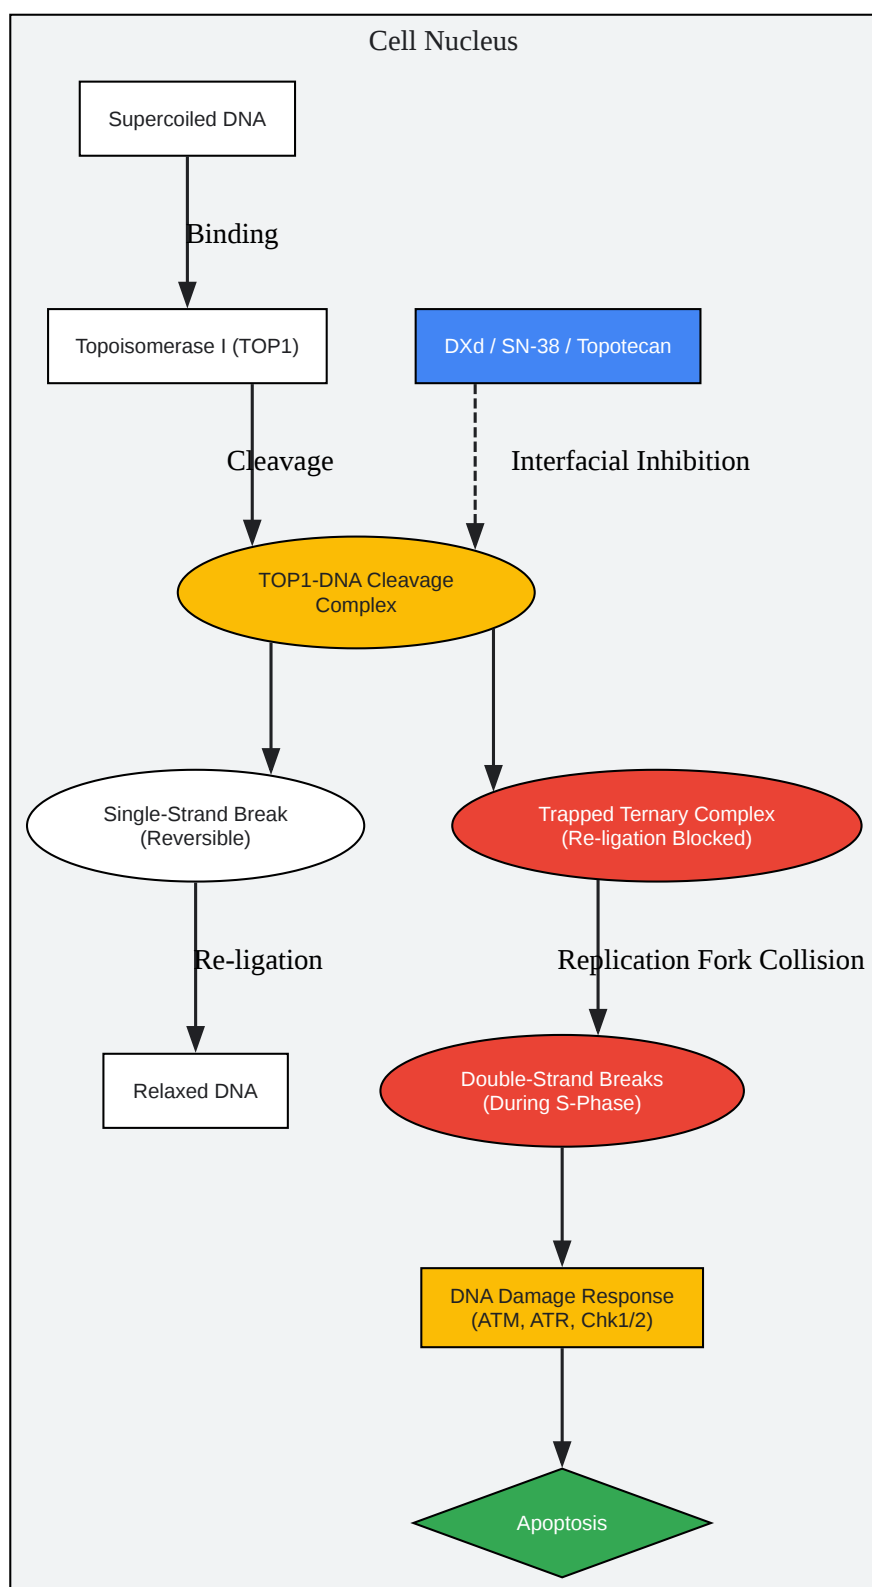 Cell Nucleus
Supercoiled DNA
Binding
Topoisomerase I (TOP1)
DXd / SN-38 / Topotecan
Cleavage
Interfacial Inhibition
TOP1-DNA Cleavage
Complex
Single-Strand Break
(Reversible)
Trapped Ternary Complex
(Re-ligation Blocked)
Re-ligation
Replication Fork Collision
Relaxed DNA
Double-Strand Breaks
(During S-Phase)
DNA Damage Response
(ATM, ATR, Chk1/2)
Apoptosis